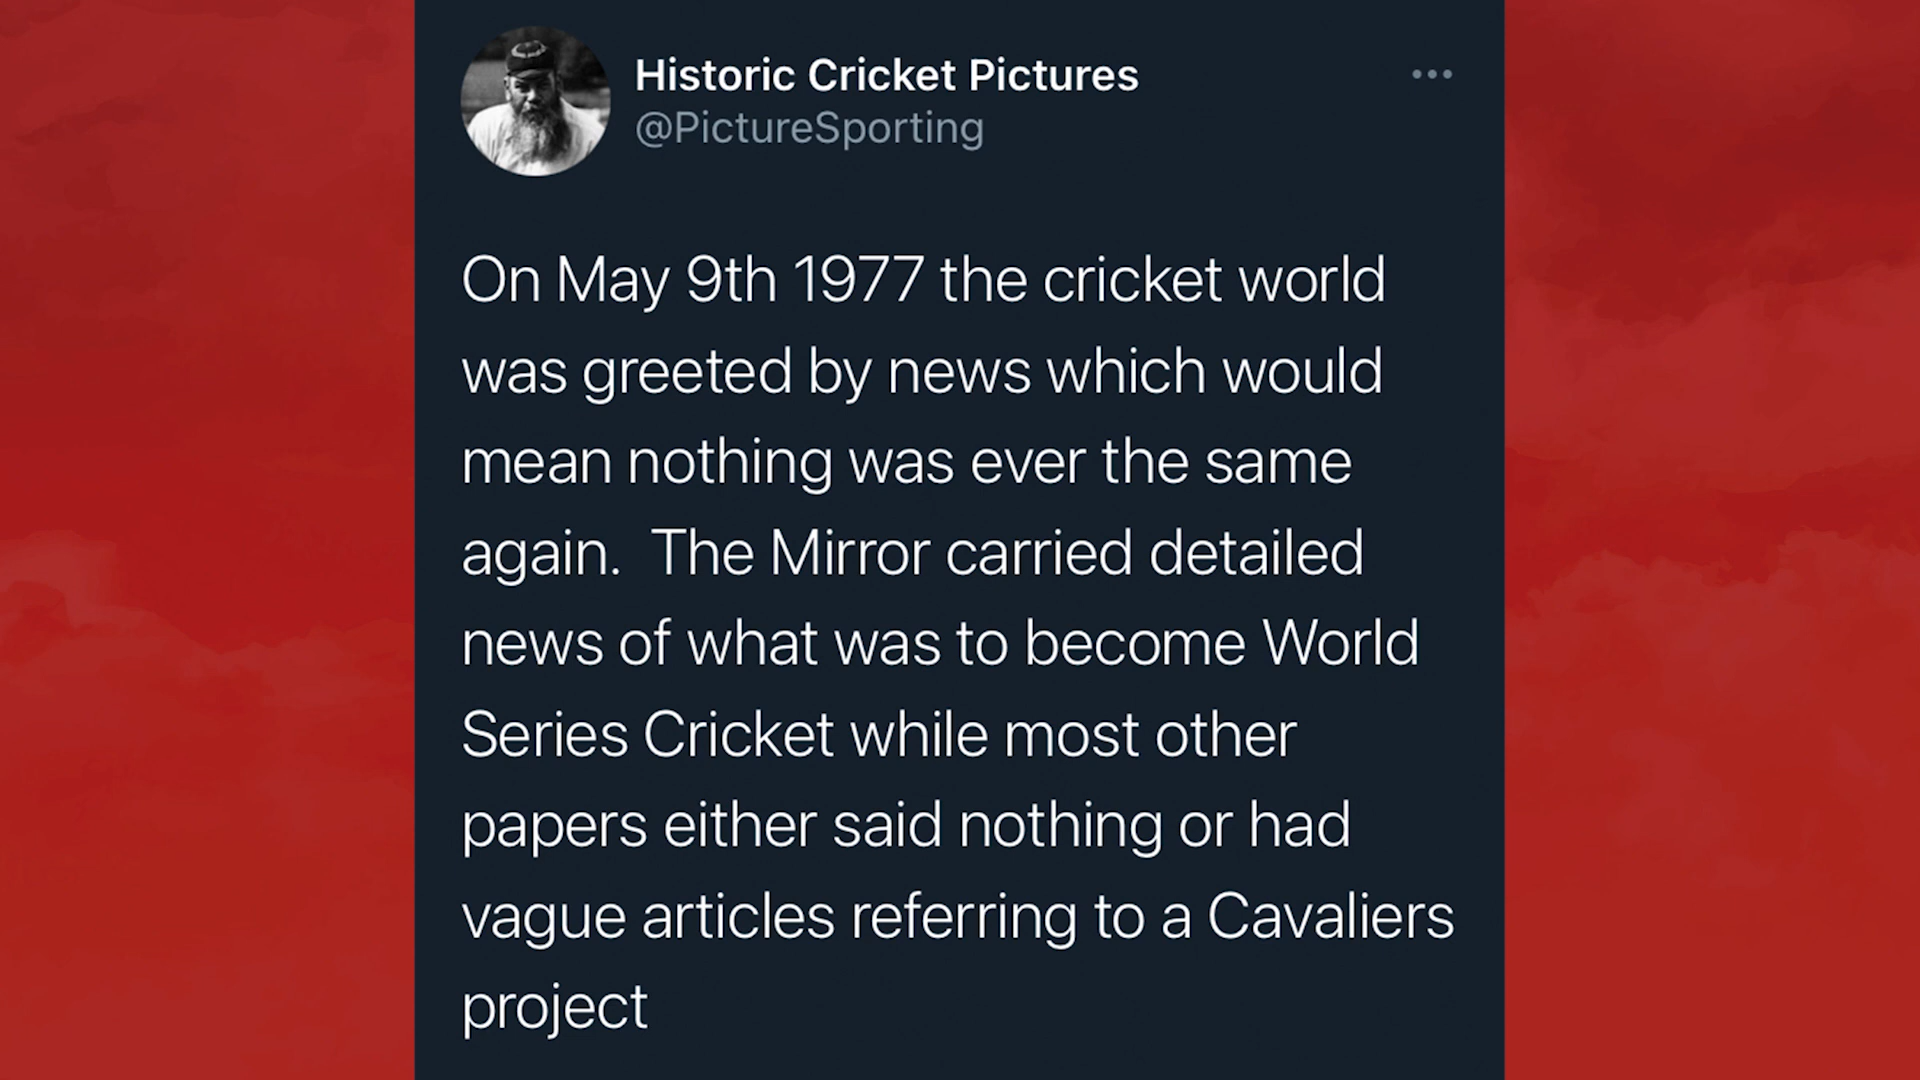 Historic Cricket Pictures
@PictureSporting
On May 9th 1977 the cricket world
was greeted by news which would
mean nothing was ever the same
again.  The Mirror carried detailed
news of what was to become World
Series Cricket while most other
papers either said nothing or had
vague articles referring to a Cavaliers
project